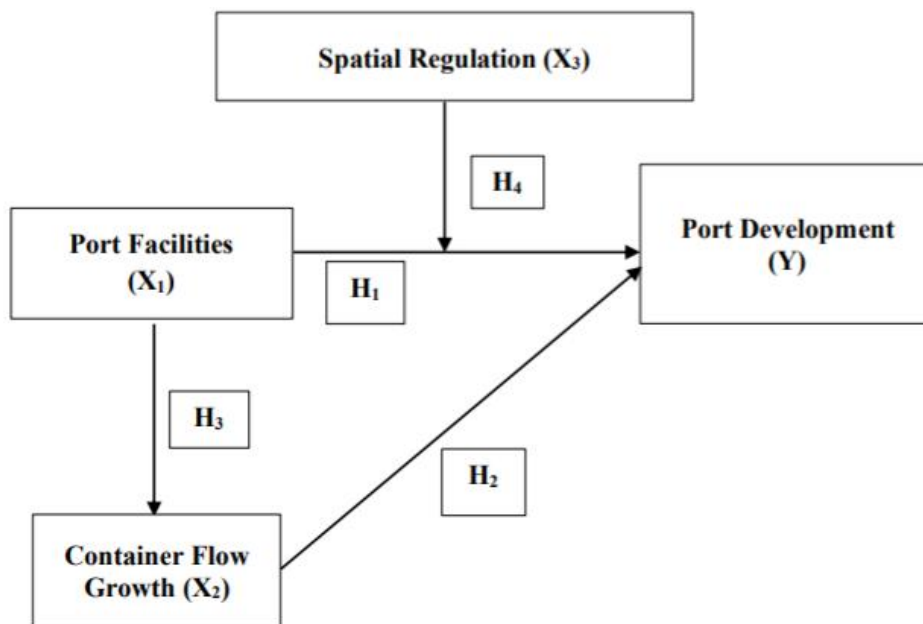 Spatial Regulation (X₃)
H₄
Port Facilities
(X₁)
Port Development
(Y)
H₁
H₃
H₂
Container Flow
Growth (X₂)